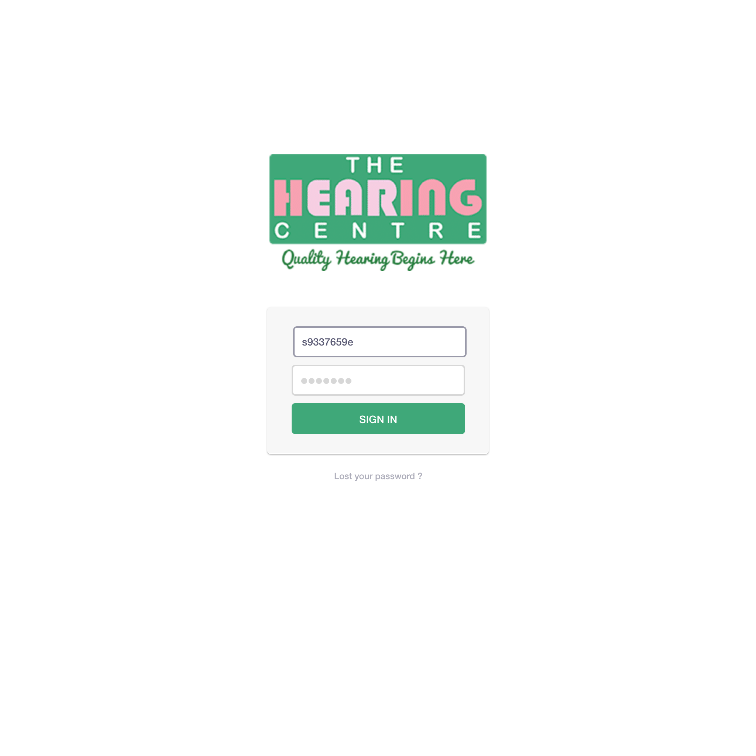 THE
HEARING
CENTRE
Quality Hearing Begins Here
s9337659e
SIGN IN
Lost your password ?